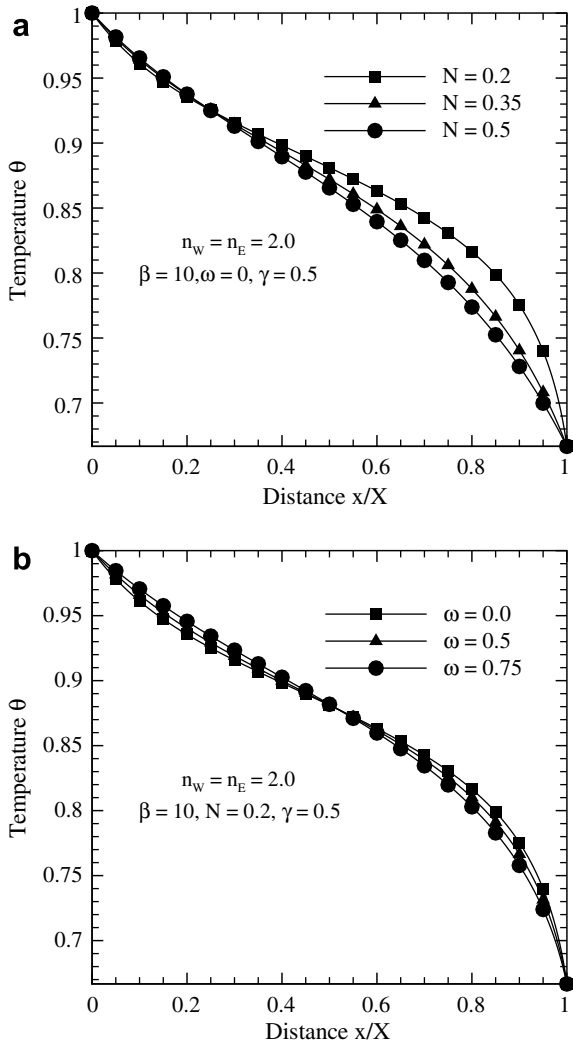 a
1
0.95
0.9
0.85
0.8
0.75
0.7
Temperature θ
N = 0.2
N = 0.35
N = 0.5
n_W = n_E = 2.0
β = 10,ω = 0, γ = 0.5
0 0.2 0.4 0.6 0.8 1
Distance x/X
b
1
0.95
0.9
0.85
0.8
0.75
0.7
Temperature θ
ω = 0.0
ω = 0.5
ω = 0.75
n_W = n_E = 2.0
β = 10, N = 0.2, γ = 0.5
0 0.2 0.4 0.6 0.8 1
Distance x/X